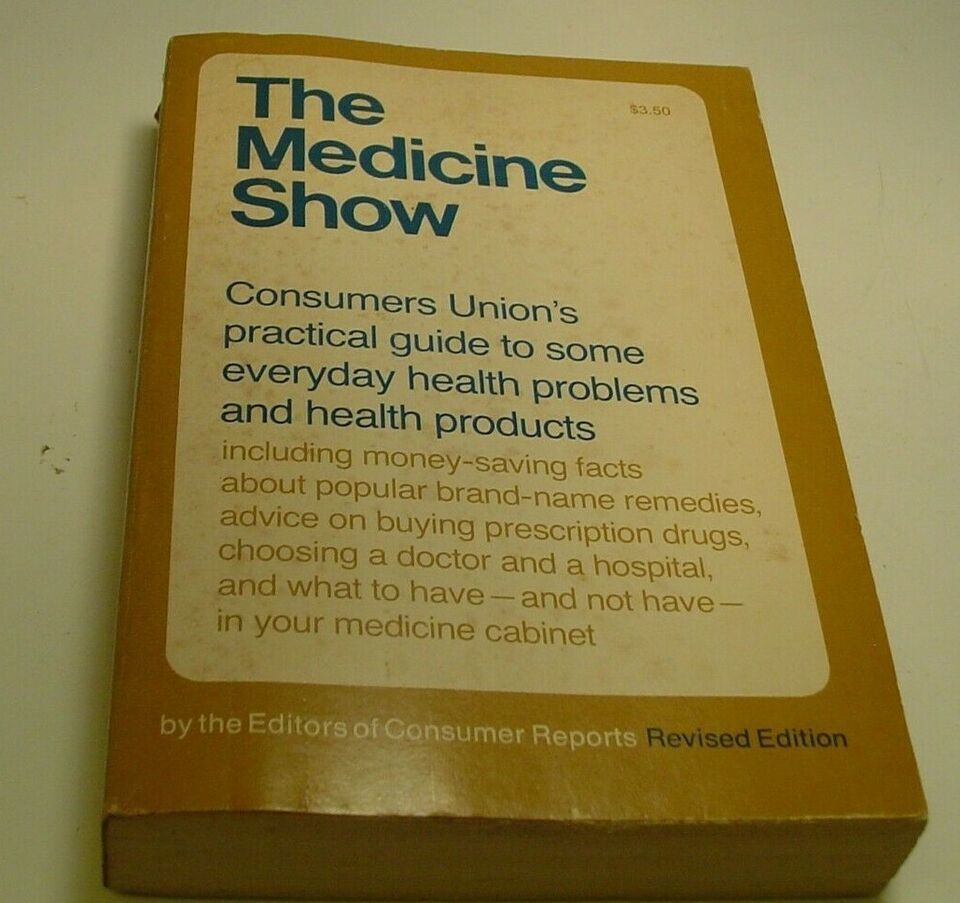 The
$3.50
Medicine
Show
Consumers Union's
practical guide to some
everyday health problems
and health products
including money-saving facts
about popular brand-name remedies,
advice on buying prescription drugs,
choosing a doctor and a hospital,
and what to have — and not have —
in your medicine cabinet
by the Editors of Consumer Reports Revised Edition